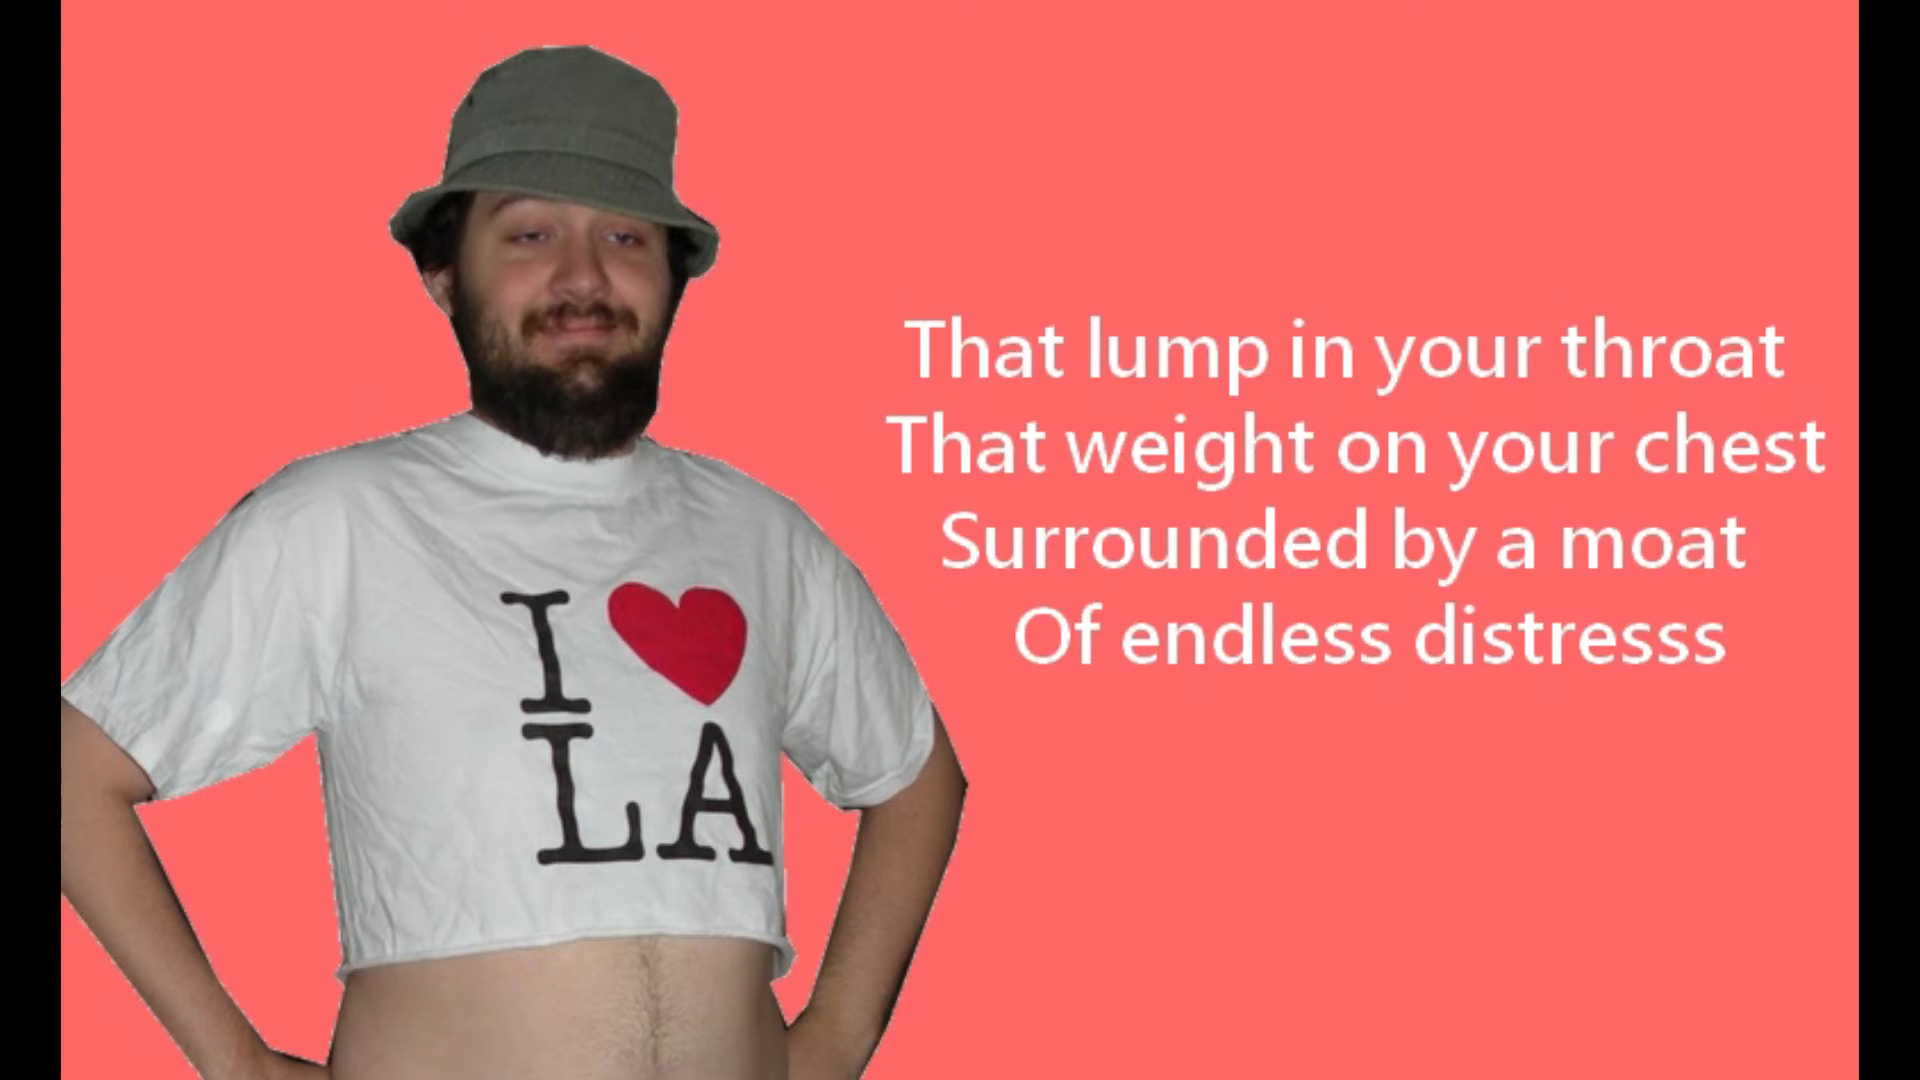 That lump in your throat
That weight on your chest
Surrounded by a moat
Of endless distresss
I ♥
LA